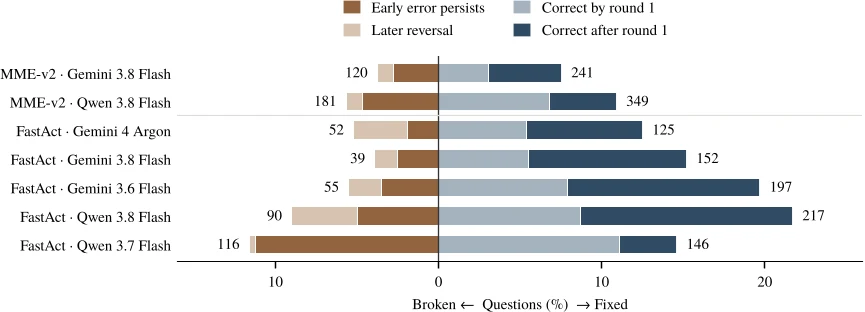 Early error persists
Correct by round 1
Later reversal
Correct after round 1
MME-v2 · Gemini 3.8 Flash
120
241
MME-v2 · Qwen 3.8 Flash
181
349
FastAct · Gemini 4 Argon
52
125
FastAct · Gemini 3.8 Flash
39
152
FastAct · Gemini 3.6 Flash
55
197
FastAct · Qwen 3.8 Flash
90
217
FastAct · Qwen 3.7 Flash
116
146
10
0
10
20
Broken ← Questions (%) → Fixed